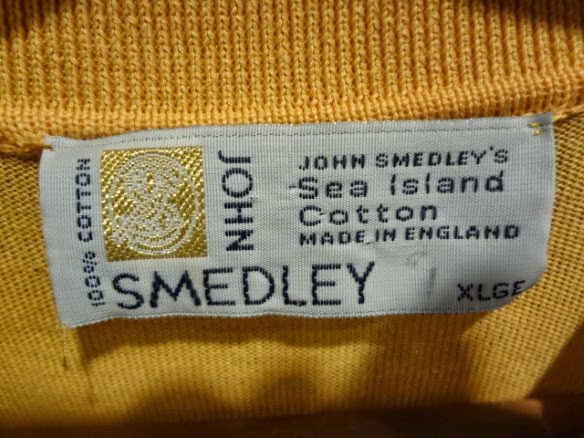 100% COTTON
JOHN
SMEDLEY
JOHN SMEDLEY'S
Sea Island
Cotton
MADE IN ENGLAND
XLGE